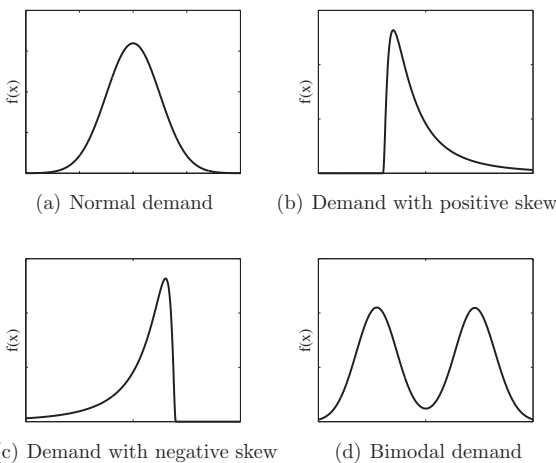 f(x)
f(x)
(a) Normal demand
(b) Demand with positive skew
f(x)
f(x)
) Demand with negative skew
(d) Bimodal demand